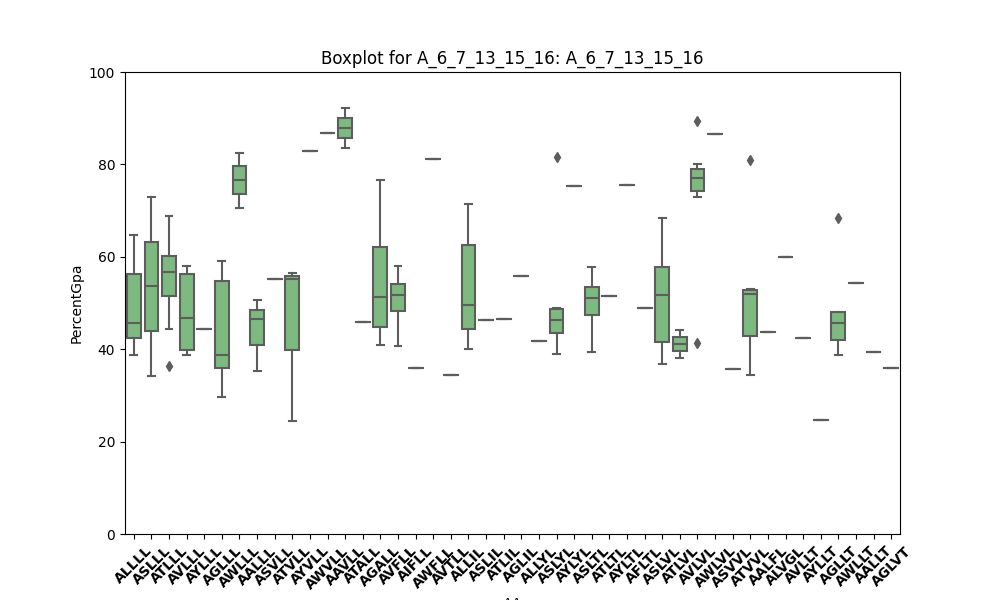 Boxplot for A_6_7_13_15_16: A_6_7_13_15_16
PercentGpa
100
80
60
40
20
0
ALLLL
ASLLL
ATLLL
AVLLL
AYLLL
AGLLL
AWLLL
AALLL
ASVLL
ATVLL
AYVLL
AWVLL
AAVLL
ATALL
AGALL
AVFLL
AIFLL
AWFLL
AVTLL
ALLIL
ASLIL
ATLIL
AGLIL
ALLYL
ASLYL
AYLYL
ASLTL
ATLTL
AYLTL
AFLTL
ASLVL
ATLVL
AVLVL
AWLVL
ASVVL
ATVVL
AALFL
ALVGL
AVLLT
AYLLT
AGLLT
AWLLT
AALLT
AGLVT